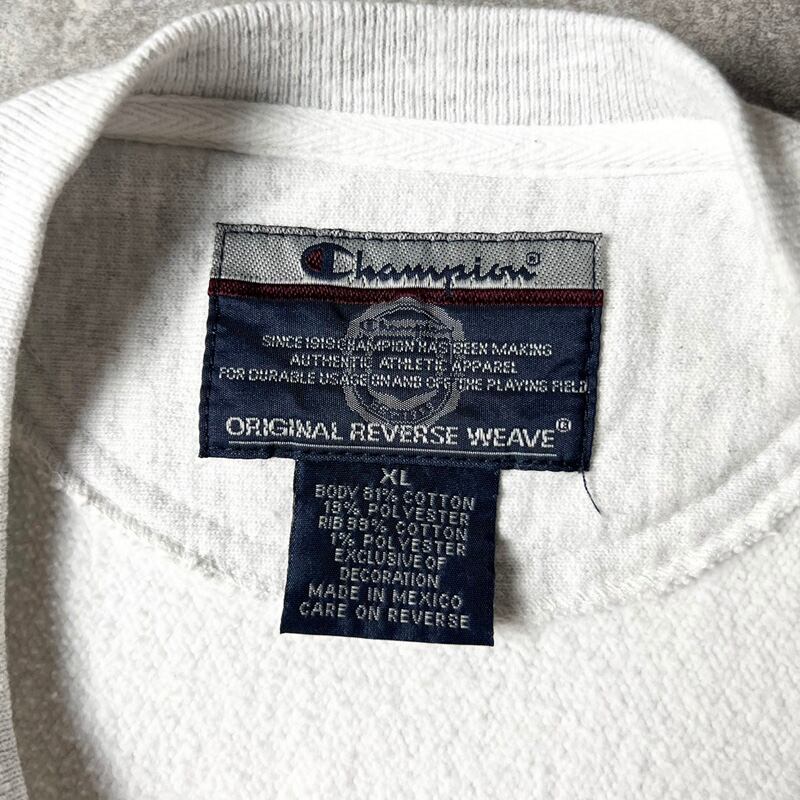 Champion®
Champion
SINCE 1919 CHAMPION HAS BEEN MAKING
AUTHENTIC ATHLETIC APPAREL
FOR DURABLE USAGE ON AND OFF THE PLAYING FIELD
ORIGINAL REVERSE WEAVE®
XL
BODY 81% COTTON
19% POLYESTER
RIB 99% COTTON
1% POLYESTER
EXCLUSIVE OF
DECORATION
MADE IN MEXICO
CARE ON REVERSE